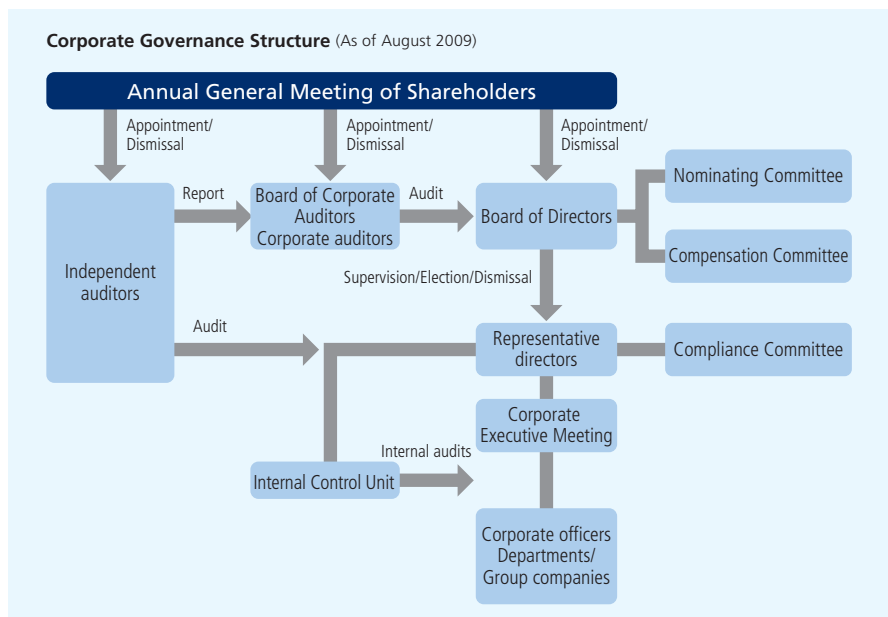 Corporate Governance Structure (As of August 2009)
Annual General Meeting of Shareholders
Appointment/
Dismissal
Appointment/
Dismissal
Appointment/
Dismissal
Independent
auditors
Report
Board of Corporate
Auditors
Corporate auditors
Audit
Board of Directors
Nominating Committee
Compensation Committee
Supervision/Election/Dismissal
Audit
Representative
directors
Compliance Committee
Corporate
Executive Meeting
Internal audits
Internal Control Unit
Corporate officers
Departments/
Group companies